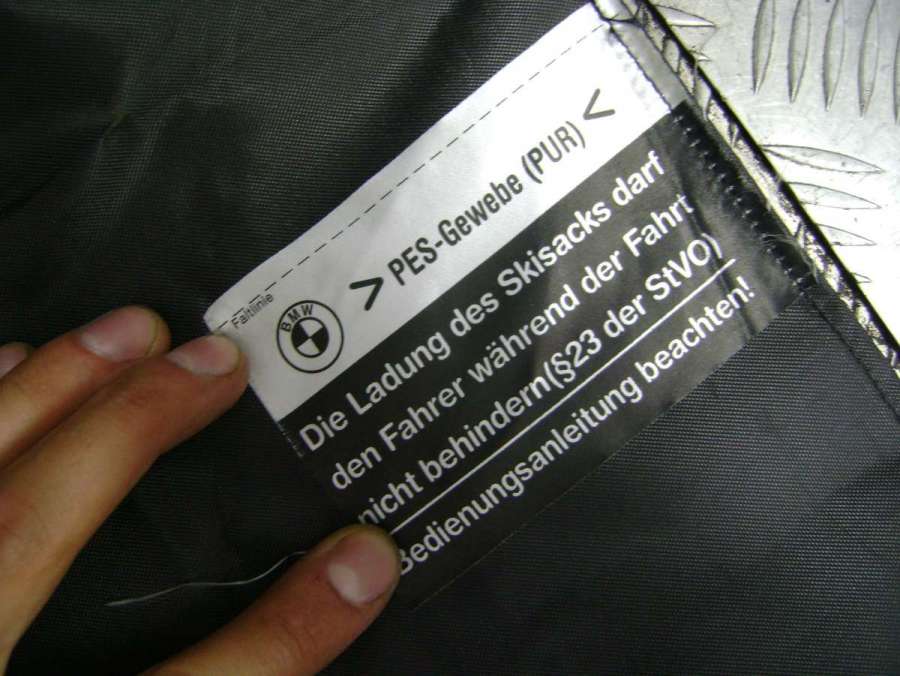 Faltlinie
BMW
> PES-Gewebe (PUR) <
Die Ladung des Skisacks darf
den Fahrer während der Fahrt
nicht behindern(§23 der StVO)
Bedienungsanleitung beachten!